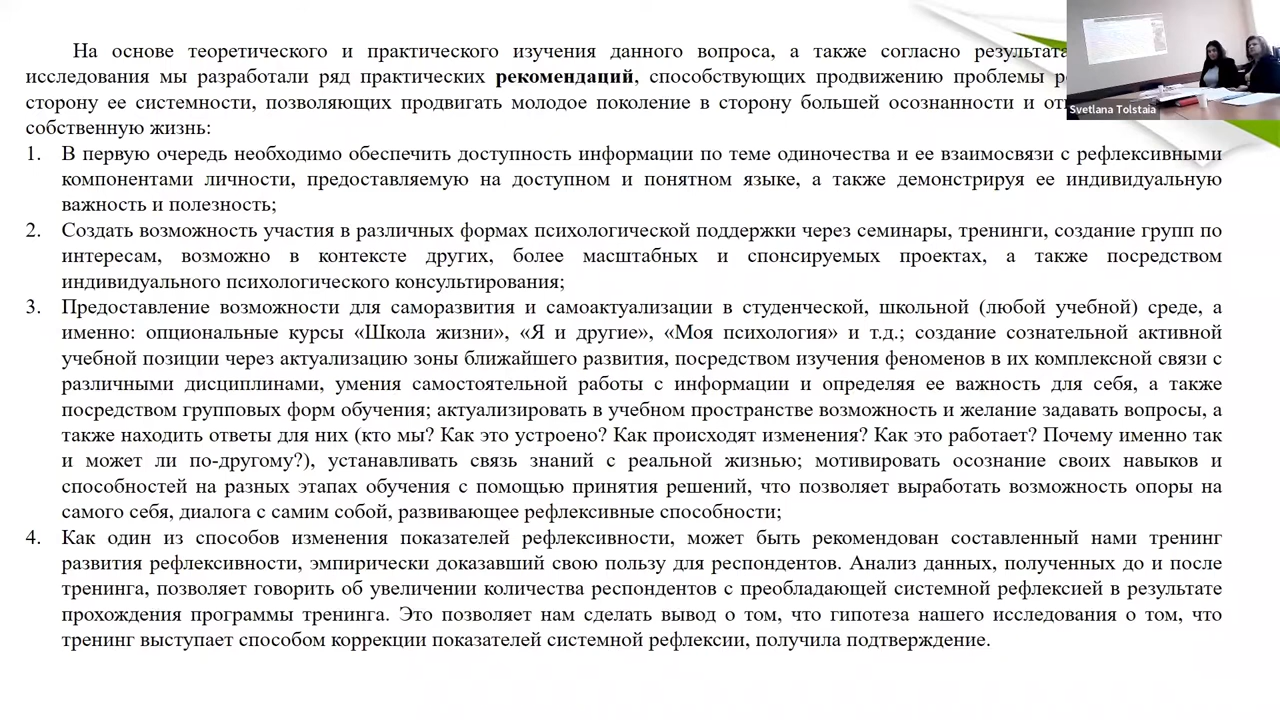 На основе теоретического и практического изучения данного вопроса, а также согласно
исследования мы разработали ряд практических рекомендаций, способствующих продвижению проблемы
сторону ее системности, позволяющих продвигать молодое поколение в сторону большей осознанности и
собственную жизнь:
1. В первую очередь необходимо обеспечить доступность информации по теме одиночества и ее взаимосвязи с рефлексивными
компонентами личности, предоставляемую на доступном и понятном языке, а также демонстрируя ее индивидуальную
важность и полезность;
2. Создать возможность участия в различных формах психологической поддержки через семинары, тренинги, создание групп по
интересам, возможно в контексте других, более масштабных и спонсируемых проектах, а также посредством
индивидуального психологического консультирования;
3. Предоставление возможности для саморазвития и самоактуализации в студенческой, школьной (любой учебной) среде, а
именно: опциональные курсы «Школа жизни», «Я и другие», «Моя психология» и т.д.; создание сознательной активной
учебной позиции через актуализацию зоны ближайшего развития, посредством изучения феноменов в их комплексной связи с
различными дисциплинами, умения самостоятельной работы с информации и определяя ее важность для себя, а также
посредством групповых форм обучения; актуализировать в учебном пространстве возможность и желание задавать вопросы, а
также находить ответы для них (кто мы? Как это устроено? Как происходят изменения? Как это работает? Почему именно так
и может ли по-другому?), устанавливать связь знаний с реальной жизнью; мотивировать осознание своих навыков и
способностей на разных этапах обучения с помощью принятия решений, что позволяет выработать возможность опоры на
самого себя, диалога с самим собой, развивающее рефлексивные способности;
4. Как один из способов изменения показателей рефлексивности, может быть рекомендован составленный нами тренинг
развития рефлексивности, эмпирически доказавший свою пользу для респондентов. Анализ данных, полученных до и после
тренинга, позволяет говорить об увеличении количества респондентов с преобладающей системной рефлексией в результате
прохождения программы тренинга. Это позволяет нам сделать вывод о том, что гипотеза нашего исследования о том, что
тренинг выступает способом коррекции показателей системной рефлексии, получила подтверждение.
Svetlana Tolstaia